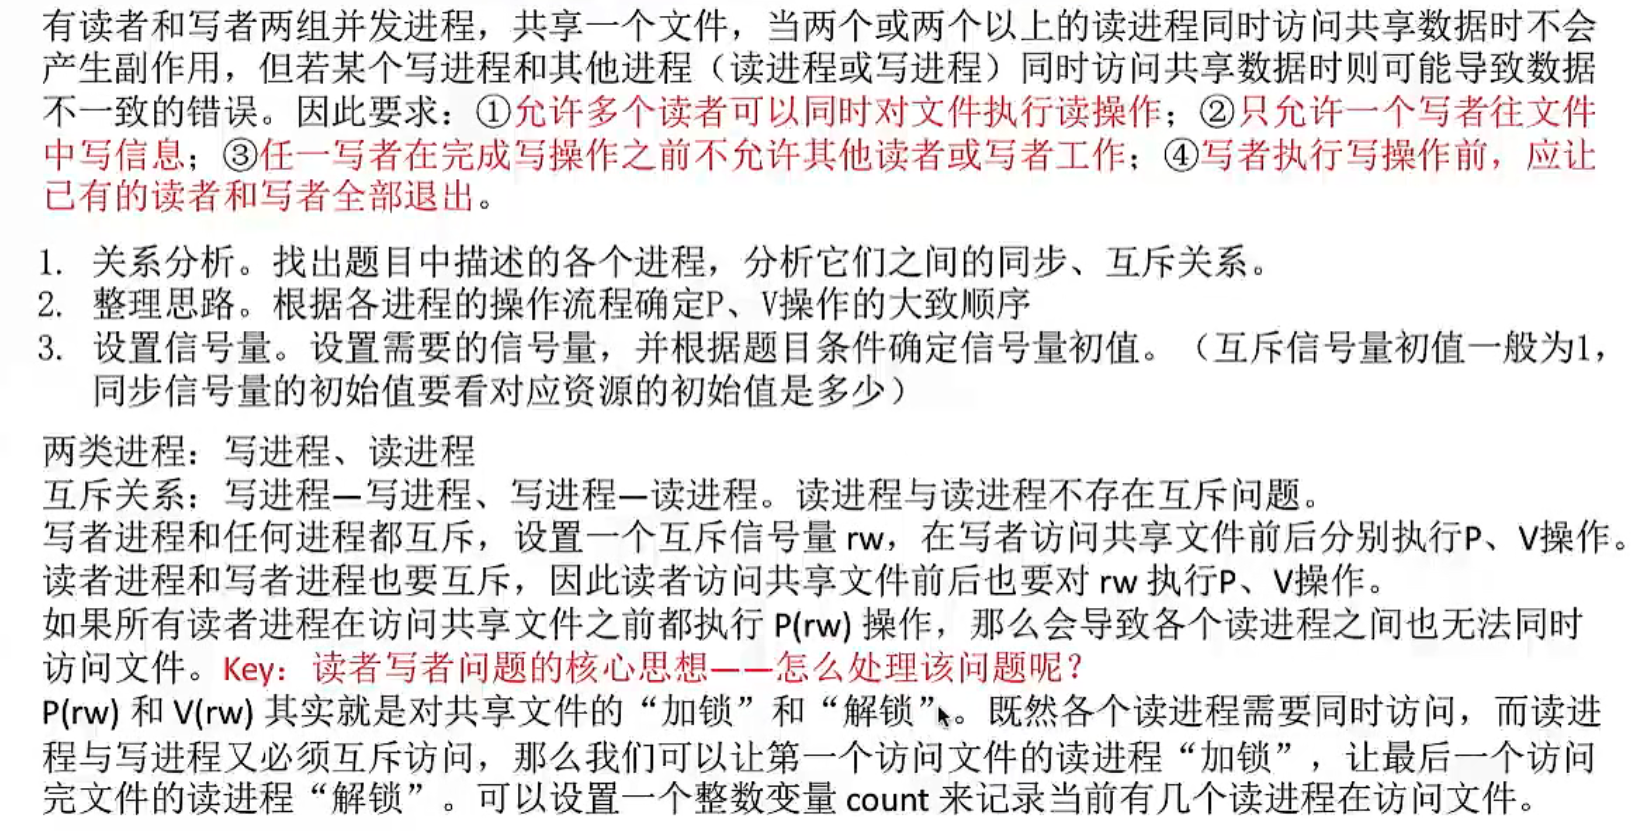 有读者和写者两组并发进程，共享一个文件，当两个或两个以上的读进程同时访问共享数据时不会
产生副作用，但若某个写进程和其他进程（读进程或写进程）同时访问共享数据时则可能导致数据
不一致的错误。因此要求：①允许多个读者可以同时对文件执行读操作；②只允许一个写者往文件
中写信息；③任一写者在完成写操作之前不允许其他读者或写者工作；④写者执行写操作前，应让
已有的读者和写者全部退出。
1. 关系分析。找出题目中描述的各个进程，分析它们之间的同步、互斥关系。
2. 整理思路。根据各进程的操作流程确定P、V操作的大致顺序
3. 设置信号量。设置需要的信号量，并根据题目条件确定信号量初值。（互斥信号量初值一般为1，
同步信号量的初始值要看对应资源的初始值是多少）
两类进程：写进程、读进程
互斥关系：写进程—写进程、写进程—读进程。读进程与读进程不存在互斥问题。
写者进程和任何进程都互斥，设置一个互斥信号量 rw，在写者访问共享文件前后分别执行P、V操作。
读者进程和写者进程也要互斥，因此读者访问共享文件前后也要对 rw 执行P、V操作。
如果所有读者进程在访问共享文件之前都执行 P(rw) 操作，那么会导致各个读进程之间也无法同时
访问文件。Key：读者写者问题的核心思想——怎么处理该问题呢？
P(rw) 和 V(rw) 其实就是对共享文件的“加锁”和“解锁”。既然各个读进程需要同时访问，而读进
程与写进程又必须互斥访问，那么我们可以让第一个访问文件的读进程“加锁”，让最后一个访问
完文件的读进程“解锁”。可以设置一个整数变量 count 来记录当前有几个读进程在访问文件。